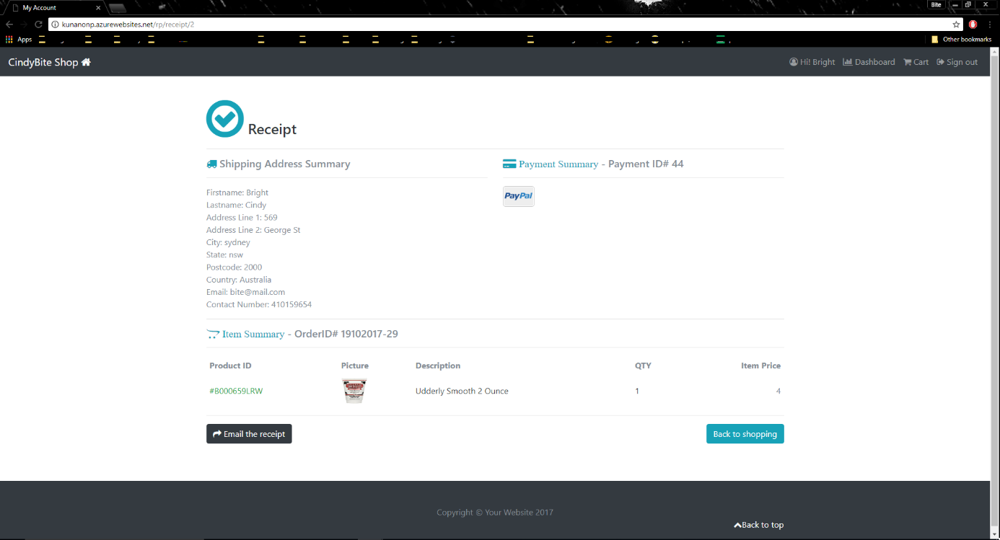 My Account
Bite
kunanonp.azurewebsites.net/rp/receipt/2
Apps
Other bookmarks
CindyBite Shop
Hi! Bright Dashboard Cart Sign out
Receipt
Shipping Address Summary
Payment Summary - Payment ID# 44
PayPal
Firstname: Bright
Lastname: Cindy
Address Line 1: 569
Address Line 2: George St
City: sydney
State: nsw
Postcode: 2000
Country: Australia
Email: bite@mail.com
Contact Number: 410159654
Item Summary - OrderID# 19102017-29
Product ID Picture Description QTY Item Price
#B000659LRW Udderly Smooth 2 Ounce 1 4
Email the receipt
Back to shopping
Copyright © Your Website 2017
Back to top